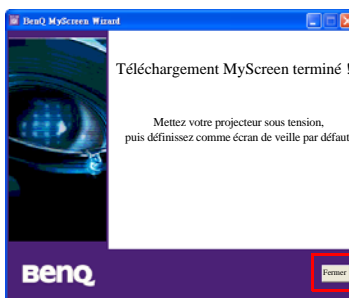 BenQ MyScreen Wizard
Téléchargement MyScreen terminé !
Mettez votre projecteur sous tension,
puis définissez comme écran de veille par défaut
BenQ
Fermer